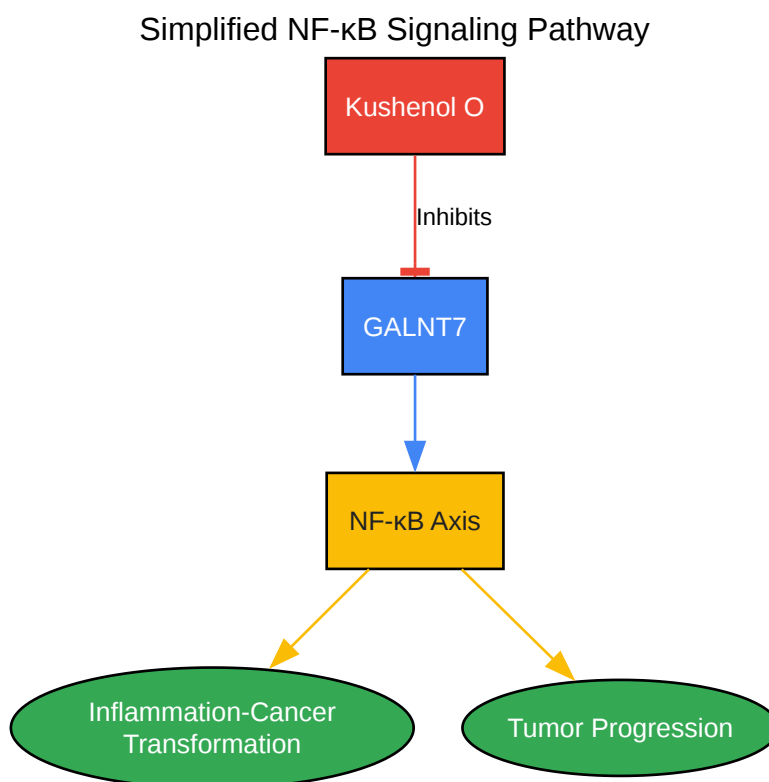 Simplified NF-κB Signaling Pathway
Kushenol O
Inhibits
GALNT7
NF-κB Axis
Inflammation-Cancer
Transformation
Tumor Progression